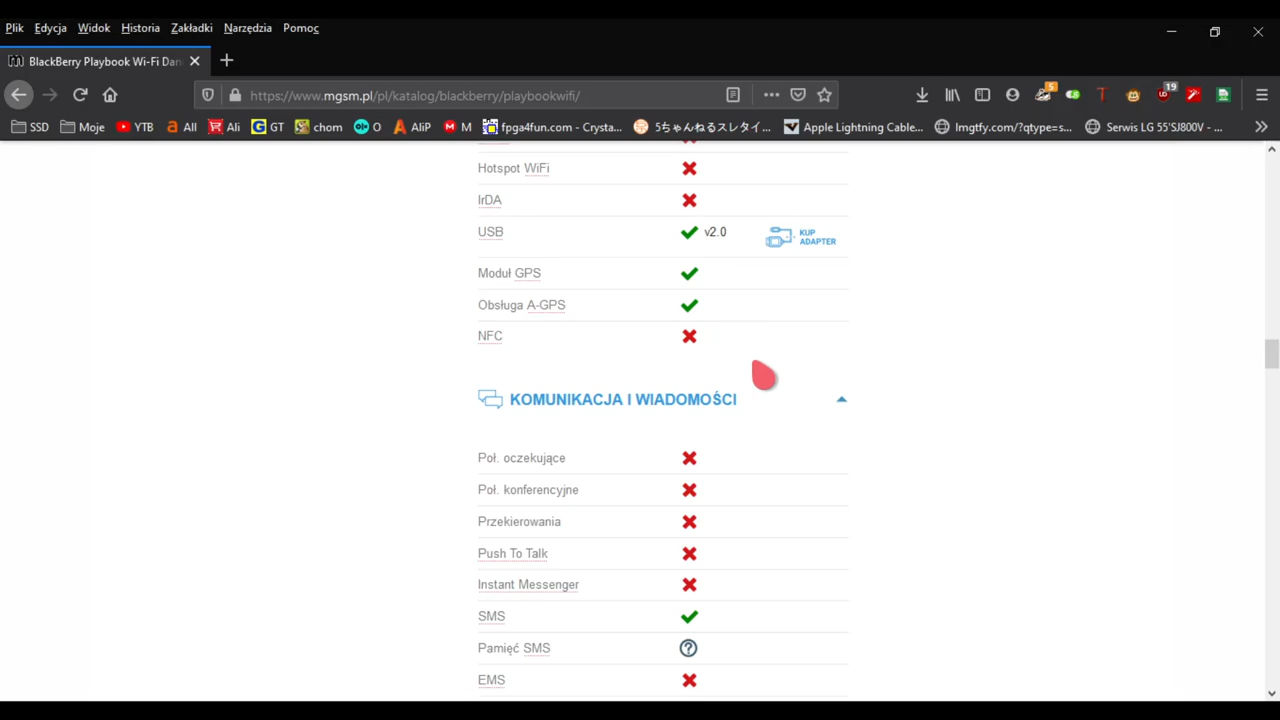 Plik Edycja Widok Historia Zakładki Narzędzia Pomoc
BlackBerry Playbook Wi-Fi Dan
https://www.mgsm.pl/pl/katalog/blackberry/playbookwifi/
5 19
SSD Moje YTB All Ali GT chom O AliP M fpga4fun.com - Crysta... 5ちゃんねるスレタイ... Apple Lightning Cable... lmgtfy.com/?qtype=s... Serwis LG 55'SJ800V - ...
Hotspot WiFi
IrDA
USB v2.0 KUP
ADAPTER
Moduł GPS
Obsługa A-GPS
NFC
KOMUNIKACJA I WIADOMOŚCI
Poł. oczekujące
Poł. konferencyjne
Przekierowania
Push To Talk
Instant Messenger
SMS
Pamięć SMS
EMS